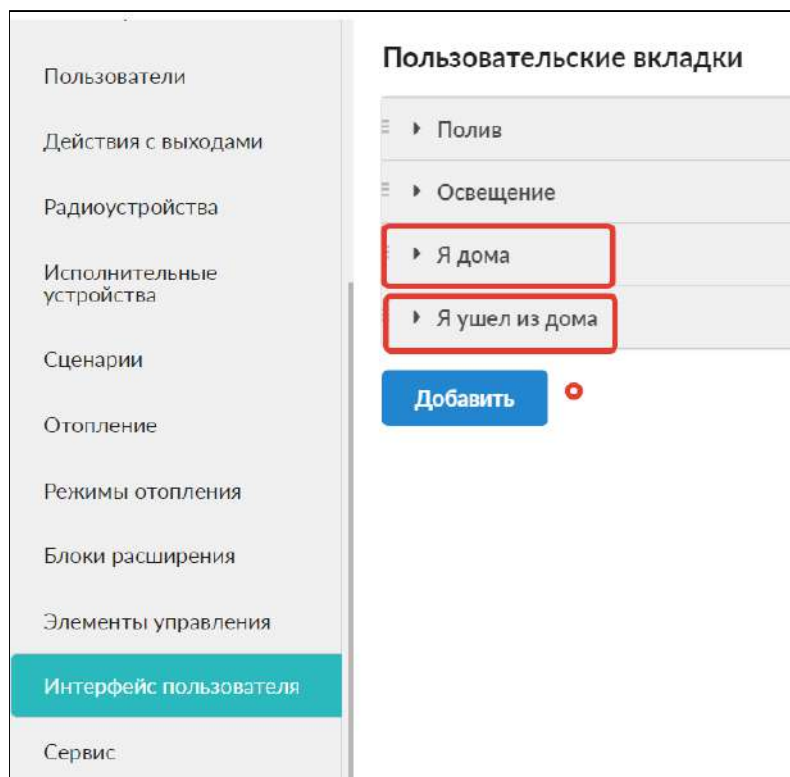 Пользователи
Действия с выходами
Радиоустройства
Исполнительные
устройства
Сценарии
Отопление
Режимы отопления
Блоки расширения
Элементы управления
Интерфейс пользователя
Сервис
Пользовательские вкладки
Полив
Освещение
Я дома
Я ушел из дома
Добавить